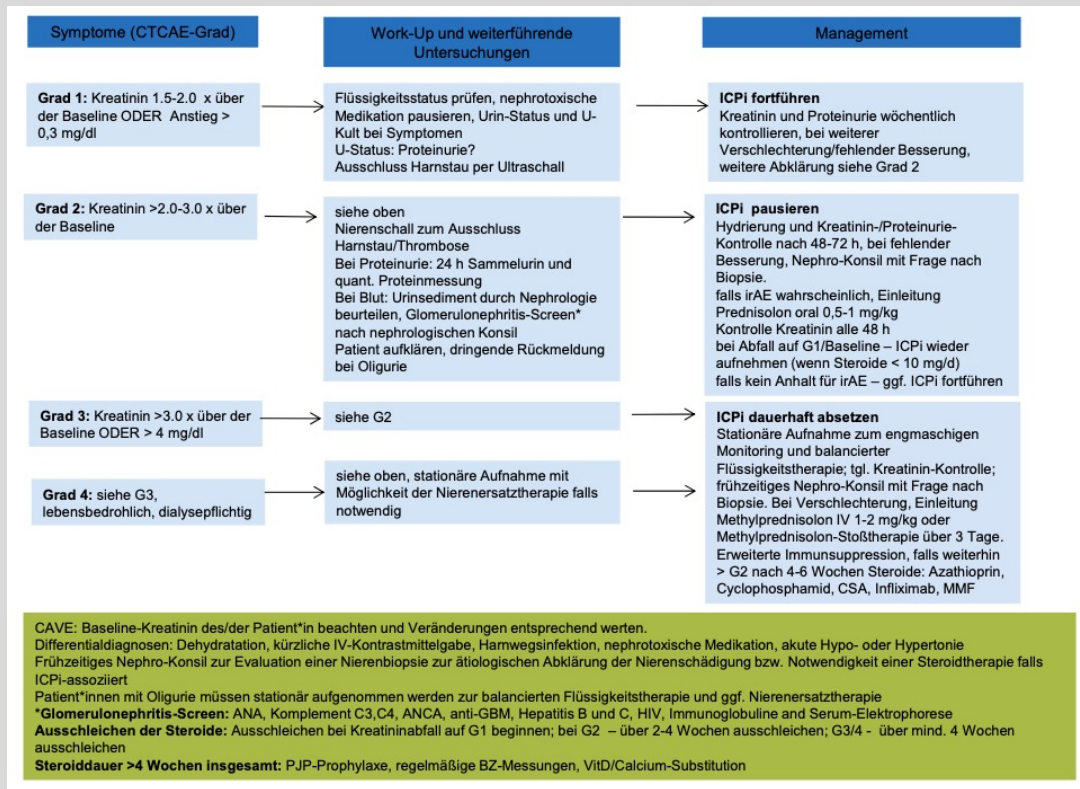 Symptome (CTCAE-Grad)
Work-Up und weiterführende
Untersuchungen
Management
Grad 1: Kreatinin 1.5-2.0 x über
der Baseline ODER Anstieg >
0,3 mg/dl
Flüssigkeitsstatus prüfen, nephrotoxische
Medikation pausieren, Urin-Status und U-
Kult bei Symptomen
U-Status: Proteinurie?
Ausschluss Harnstau per Ultraschall
ICPi fortführen
Kreatinin und Proteinurie wöchentlich
kontrollieren, bei weiterer
Verschlechterung/fehlender Besserung,
weitere Abklärung siehe Grad 2
Grad 2: Kreatinin >2.0-3.0 x über
der Baseline
siehe oben
Nierenschall zum Ausschluss
Harnstau/Thrombose
Bei Proteinurie: 24 h Sammelurin und
quant. Proteinmessung
Bei Blut: Urinsediment durch Nephrologie
beurteilen, Glomerulonephritis-Screen*
nach nephrologischen Konsil
Patient aufklären, dringende Rückmeldung
bei Oligurie
ICPi pausieren
Hydrierung und Kreatinin-/Proteinurie-
Kontrolle nach 48-72 h, bei fehlender
Besserung, Nephro-Konsil mit Frage nach
Biopsie.
falls irAE wahrscheinlich, Einleitung
Prednisolon oral 0,5-1 mg/kg
Kontrolle Kreatinin alle 48 h
bei Abfall auf G1/Baseline – ICPi wieder
aufnehmen (wenn Steroide < 10 mg/d)
falls kein Anhalt für irAE – ggf. ICPi fortführen
Grad 3: Kreatinin >3.0 x über der
Baseline ODER > 4 mg/dl
siehe G2
ICPi dauerhaft absetzen
Stationäre Aufnahme zum engmaschigen
Monitoring und balancierter
Flüssigkeitstherapie; tgl. Kreatinin-Kontrolle;
frühzeitiges Nephro-Konsil mit Frage nach
Biopsie. Bei Verschlechterung, Einleitung
Methylprednisolon IV 1-2 mg/kg oder
Methylprednisolon-Stoßtherapie über 3 Tage.
Erweiterte Immunsuppression, falls weiterhin
> G2 nach 4-6 Wochen Steroide: Azathioprin,
Cyclophosphamid, CSA, Infliximab, MMF
Grad 4: siehe G3,
lebensbedrohlich, dialysepflichtig
siehe oben, stationäre Aufnahme mit
Möglichkeit der Nierenersatztherapie falls
notwendig
CAVE: Baseline-Kreatinin des/der Patient*in beachten und Veränderungen entsprechend werten.
Differentialdiagnosen: Dehydratation, kürzliche IV-Kontrastmittelgabe, Harnwegsinfektion, nephrotoxische Medikation, akute Hypo- oder Hypertonie
Frühzeitiges Nephro-Konsil zur Evaluation einer Nierenbiopsie zur ätiologischen Abklärung der Nierenschädigung bzw. Notwendigkeit einer Steroidtherapie falls
ICPi-assoziiert
Patient*innen mit Oligurie müssen stationär aufgenommen werden zur balancierten Flüssigkeitstherapie und ggf. Nierenersatztherapie
*Glomerulonephritis-Screen: ANA, Komplement C3,C4, ANCA, anti-GBM, Hepatitis B und C, HIV, Immunoglobuline and Serum-Elektrophorese
Ausschleichen der Steroide: Ausschleichen bei Kreatininabfall auf G1 beginnen; bei G2 – über 2-4 Wochen ausschleichen; G3/4 - über mind. 4 Wochen
ausschleichen
Steroiddauer >4 Wochen insgesamt: PJP-Prophylaxe, regelmäßige BZ-Messungen, VitD/Calcium-Substitution